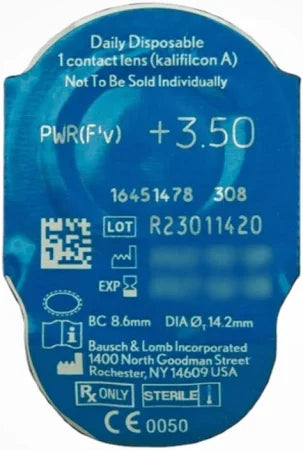 Daily Disposable
1 contact lens (kalifilcon A)
Not To Be Sold Individually
PWR(F'v) +3.50
16451478 308
LOT R23011420
EXP
BC 8.6mm DIA Ø, 14.2mm
Bausch & Lomb Incorporated
1400 North Goodman Street
Rochester, NY 14609 USA
Rx ONLY STERILE
CE 0050